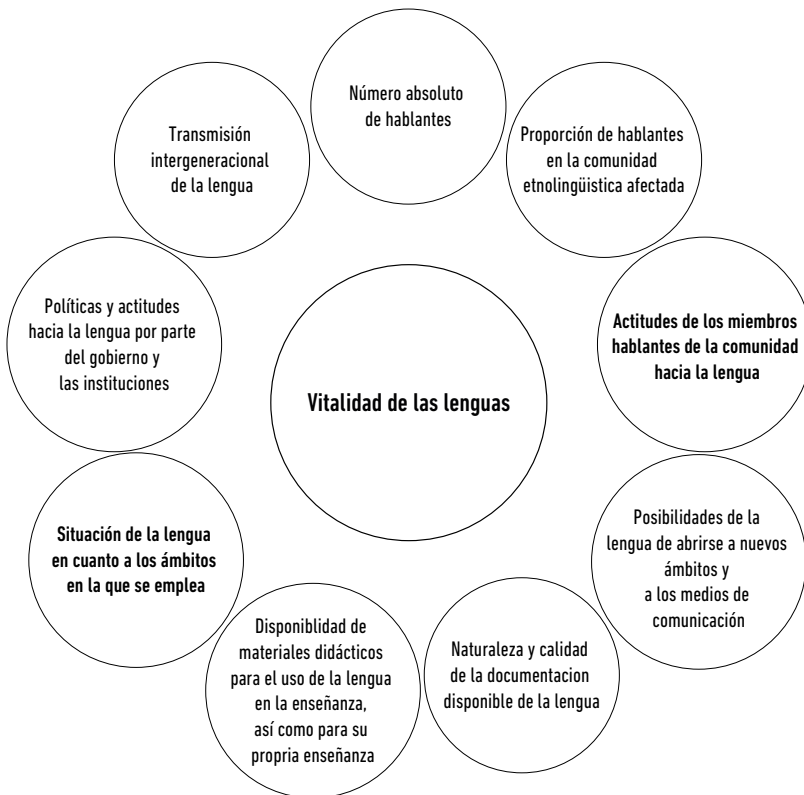 Número absoluto
de hablantes
Proporción de hablantes
en la comunidad
etnolingüistica afectada
Actitudes de los miembros
hablantes de la comunidad
hacia la lengua
Posibilidades de la
lengua de abrirse a nuevos
ámbitos y
a los medios de
comunicación
Naturaleza y calidad
de la documentacion
disponible de la lengua
Disponiblidad de
materiales didácticos
para el uso de la lengua
en la enseñanza,
así como para su
propria enseñanza
Situación de la lengua
en cuanto a los ámbitos
en la que se emplea
Políticas y actitudes
hacia la lengua por parte
del gobierno y
las instituciones
Transmisión
intergeneracional
de la lengua
Vitalidad de las lenguas